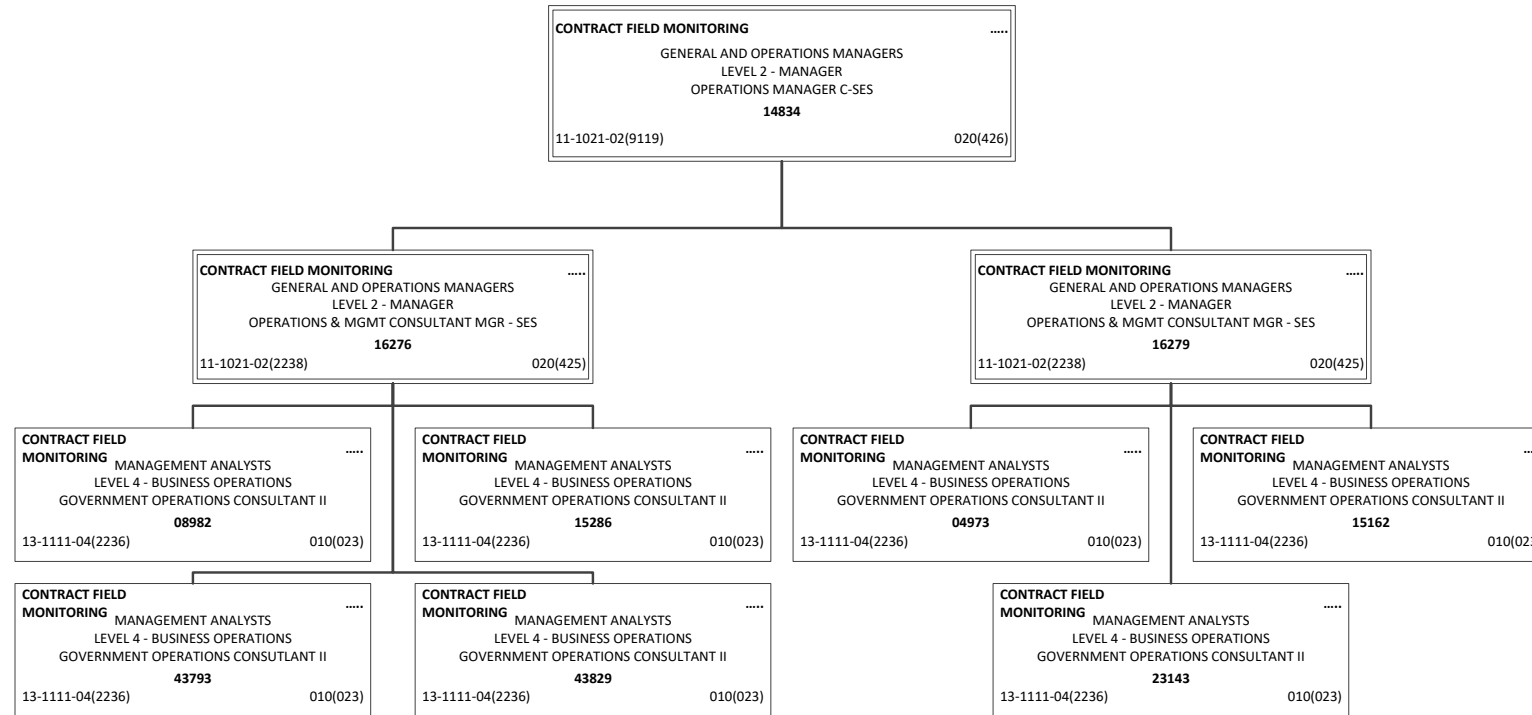 CONTRACT FIELD MONITORING …..
GENERAL AND OPERATIONS MANAGERS
LEVEL 2 - MANAGER
OPERATIONS MANAGER C-SES
14834
11-1021-02(9119) 020(426)
CONTRACT FIELD MONITORING …..
GENERAL AND OPERATIONS MANAGERS
LEVEL 2 - MANAGER
OPERATIONS & MGMT CONSULTANT MGR - SES
16276
11-1021-02(2238) 020(425)
CONTRACT FIELD MONITORING …..
GENERAL AND OPERATIONS MANAGERS
LEVEL 2 - MANAGER
OPERATIONS & MGMT CONSULTANT MGR - SES
16279
11-1021-02(2238) 020(425)
CONTRACT FIELD
MONITORING …..
MANAGEMENT ANALYSTS
LEVEL 4 - BUSINESS OPERATIONS
GOVERNMENT OPERATIONS CONSULTANT II
08982
13-1111-04(2236) 010(023)
CONTRACT FIELD
MONITORING …..
MANAGEMENT ANALYSTS
LEVEL 4 - BUSINESS OPERATIONS
GOVERNMENT OPERATIONS CONSULTANT II
15286
13-1111-04(2236) 010(023)
CONTRACT FIELD
MONITORING …..
MANAGEMENT ANALYSTS
LEVEL 4 - BUSINESS OPERATIONS
GOVERNMENT OPERATIONS CONSULTANT II
04973
13-1111-04(2236) 010(023)
CONTRACT FIELD
MONITORING …
MANAGEMENT ANALYSTS
LEVEL 4 - BUSINESS OPERATIONS
GOVERNMENT OPERATIONS CONSULTANT II
15162
13-1111-04(2236) 010(023
CONTRACT FIELD
MONITORING …..
MANAGEMENT ANALYSTS
LEVEL 4 - BUSINESS OPERATIONS
GOVERNMENT OPERATIONS CONSUTLANT II
43793
13-1111-04(2236) 010(023)
CONTRACT FIELD
MONITORING …..
MANAGEMENT ANALYSTS
LEVEL 4 - BUSINESS OPERATIONS
GOVERNMENT OPERATIONS CONSULTANT II
43829
13-1111-04(2236) 010(023)
CONTRACT FIELD
MONITORING …..
MANAGEMENT ANALYSTS
LEVEL 4 - BUSINESS OPERATIONS
GOVERNMENT OPERATIONS CONSULTANT II
23143
13-1111-04(2236) 010(023)